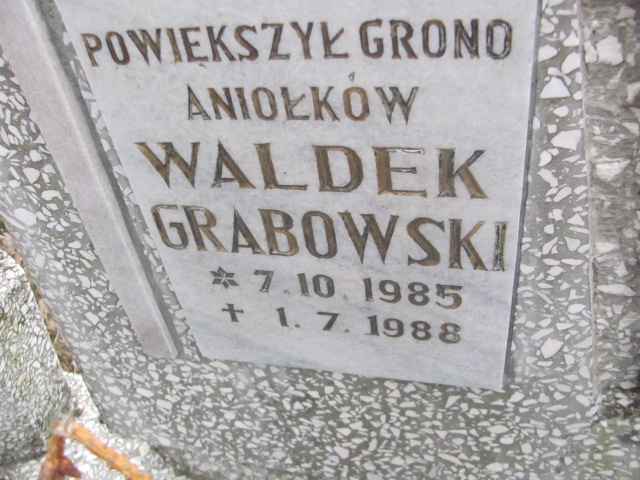 POWIĘKSZYŁ GRONO
ANIOŁKÓW
WALDEK
GRABOWSKI
* 7.10.1985
✝ 1.7.1988